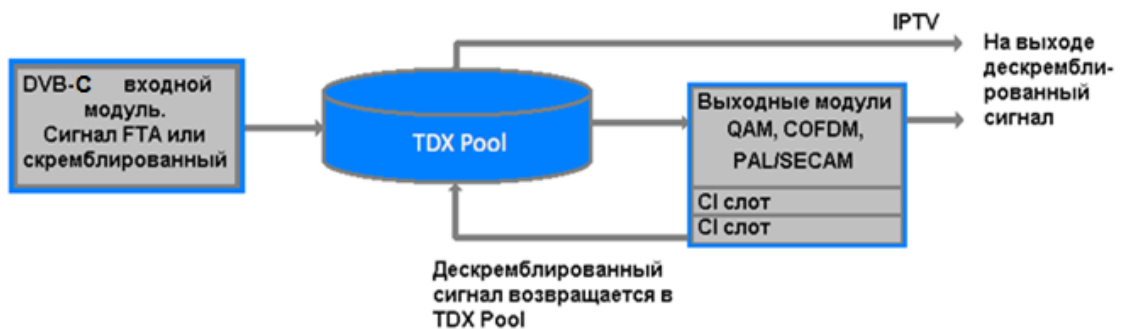 DVB-C входной
модуль.
Сигнал FTA или
скремблированный
TDX Pool
IPTV
На выходе
дескрембли-
рованный
сигнал
Выходные модули
QAM, COFDM,
PAL/SECAM
CI слот
CI слот
Дескремблированный
сигнал возвращается в
TDX Pool